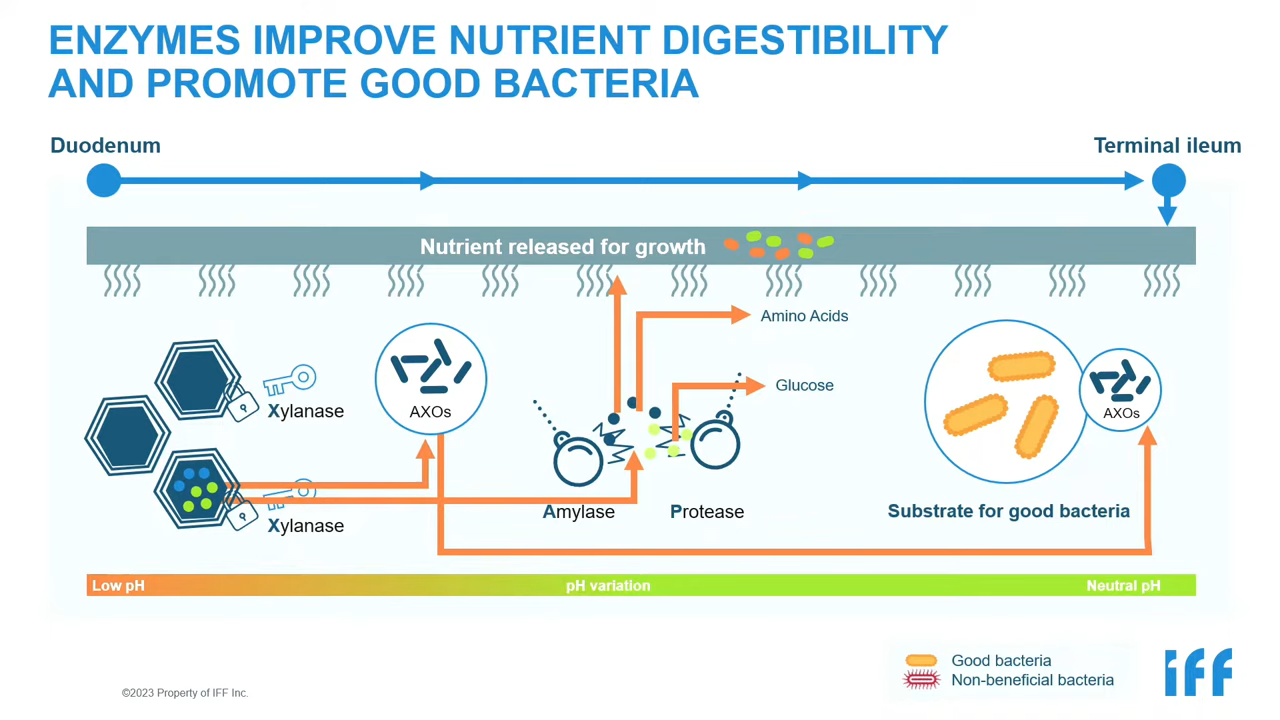 ENZYMES IMPROVE NUTRIENT DIGESTIBILITY
AND PROMOTE GOOD BACTERIA
Duodenum
Terminal ileum
Nutrient released for growth
Amino Acids
Glucose
Xylanase
AXOs
AXOs
Xylanase
Amylase
Protease
Substrate for good bacteria
Low pH
pH variation
Neutral pH
Good bacteria
Non-beneficial bacteria
©2023 Property of IFF Inc.
iff